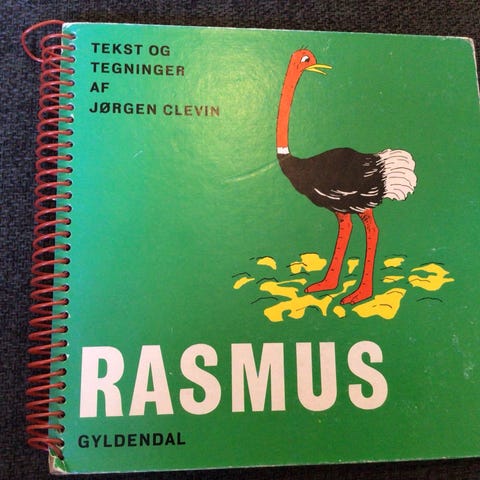 TEKST OG
TEGNINGER
AF
JØRGEN CLEVIN
RASMUS
GYLDENDAL